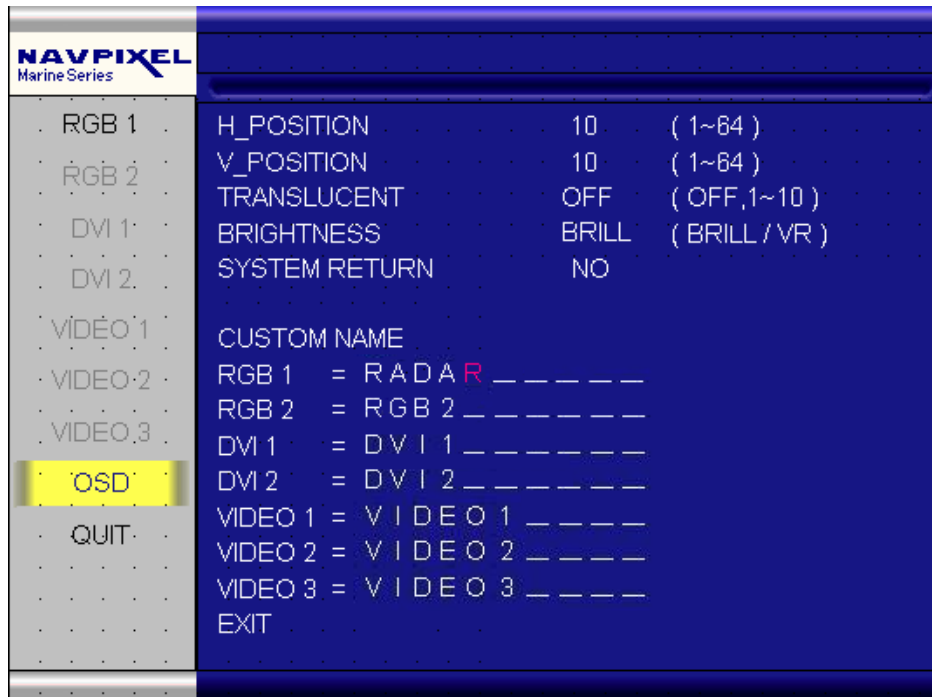 NAVPIXEL
Marine Series
RGB 1
RGB 2
DVI 1
DVI 2
VIDEO 1
VIDEO 2
VIDEO 3
OSD
QUIT
H_POSITION 10 ( 1~64 )
V_POSITION 10 ( 1~64 )
TRANSLUCENT OFF ( OFF,1~10 )
BRIGHTNESS BRILL ( BRILL / VR )
SYSTEM RETURN NO
CUSTOM NAME
RGB 1 = R A D A R _ _ _ _ _
RGB 2 = R G B 2 _ _ _ _ _ _
DVI 1 = D V I 1 _ _ _ _ _ _
DVI 2 = D V I 2 _ _ _ _ _ _
VIDEO 1 = V I D E O 1 _ _ _ _
VIDEO 2 = V I D E O 2 _ _ _ _
VIDEO 3 = V I D E O 3 _ _ _ _
EXIT